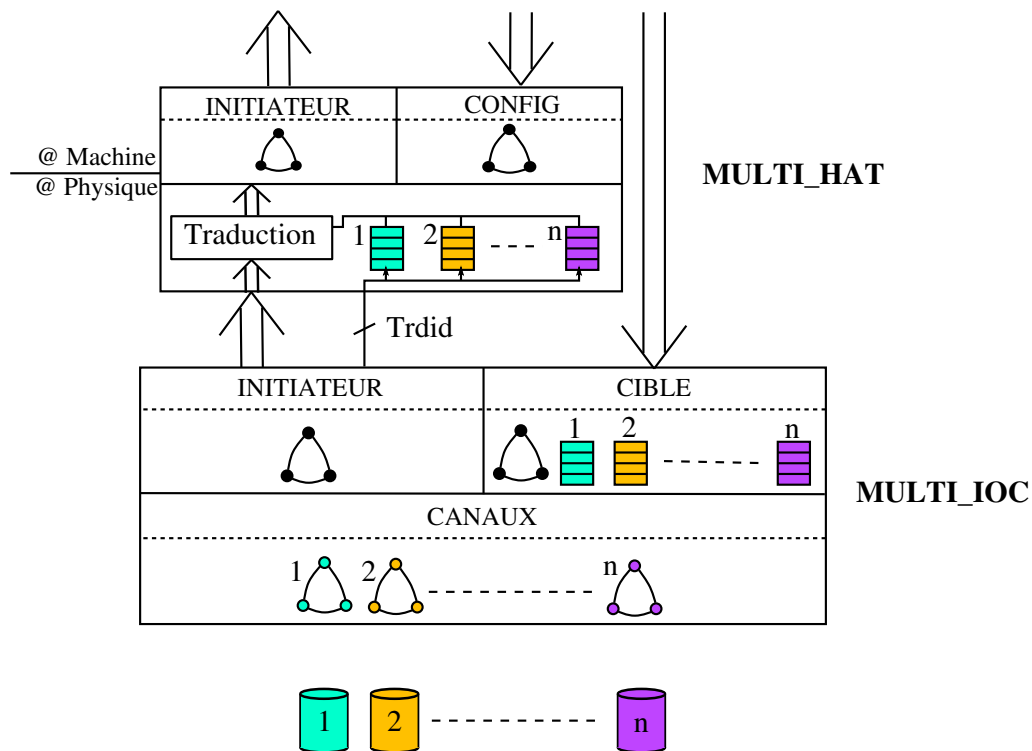 INITIATEUR
CONFIG
@ Machine
@ Physique
MULTI_HAT
Traduction
1
2
n
Trdid
INITIATEUR
CIBLE
1
2
n
MULTI_IOC
CANAUX
1
2
n
1
2
n